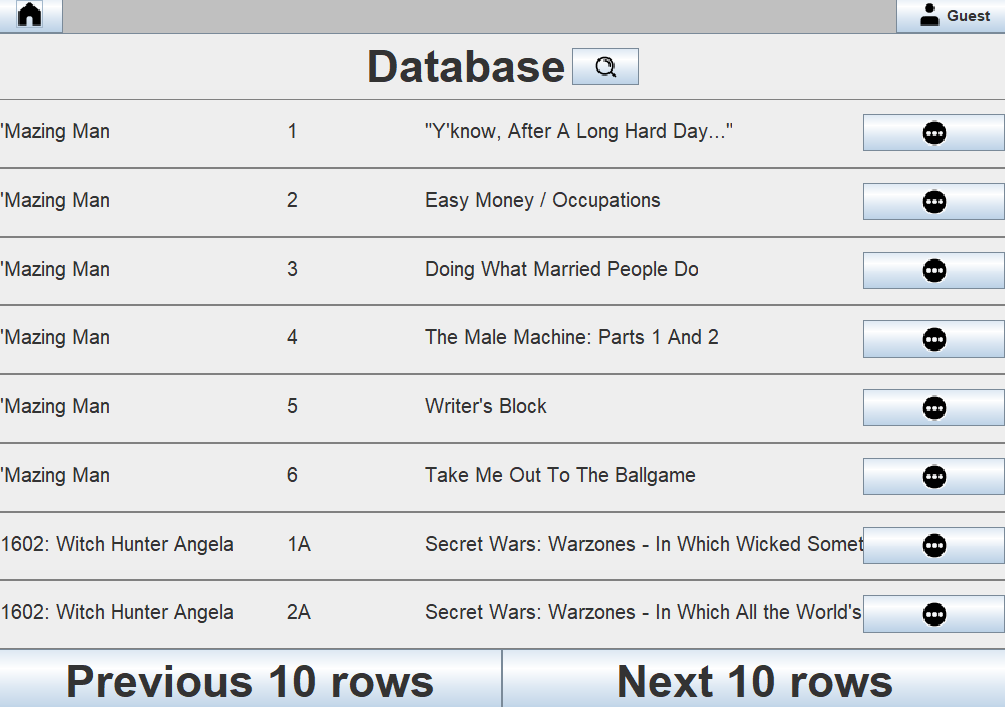 Guest
Database
'Mazing Man 1 "Y'know, After A Long Hard Day..."
'Mazing Man 2 Easy Money / Occupations
'Mazing Man 3 Doing What Married People Do
'Mazing Man 4 The Male Machine: Parts 1 And 2
'Mazing Man 5 Writer's Block
'Mazing Man 6 Take Me Out To The Ballgame
1602: Witch Hunter Angela 1A Secret Wars: Warzones - In Which Wicked Somet
1602: Witch Hunter Angela 2A Secret Wars: Warzones - In Which All the World's
Previous 10 rows Next 10 rows